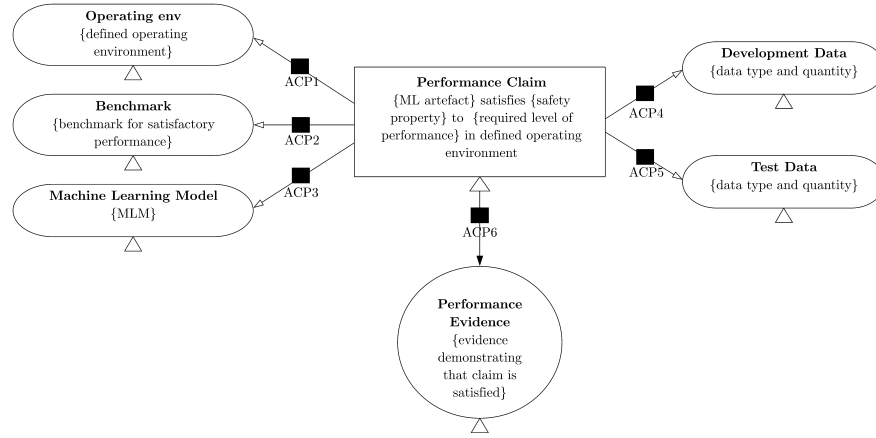 Operating env
{defined operating
environment}
ACP1
Benchmark
{benchmark for satisfactory
performance}
ACP2
Machine Learning Model
{MLM}
ACP3
Performance Claim
{ML artefact} satisfies {safety
property} to {required level of
performance} in defined operating
environment
ACP4
Development Data
{data type and quantity}
ACP5
Test Data
{data type and quantity}
ACP6
Performance
Evidence
{evidence
demonstrating
that claim is
satisfied}